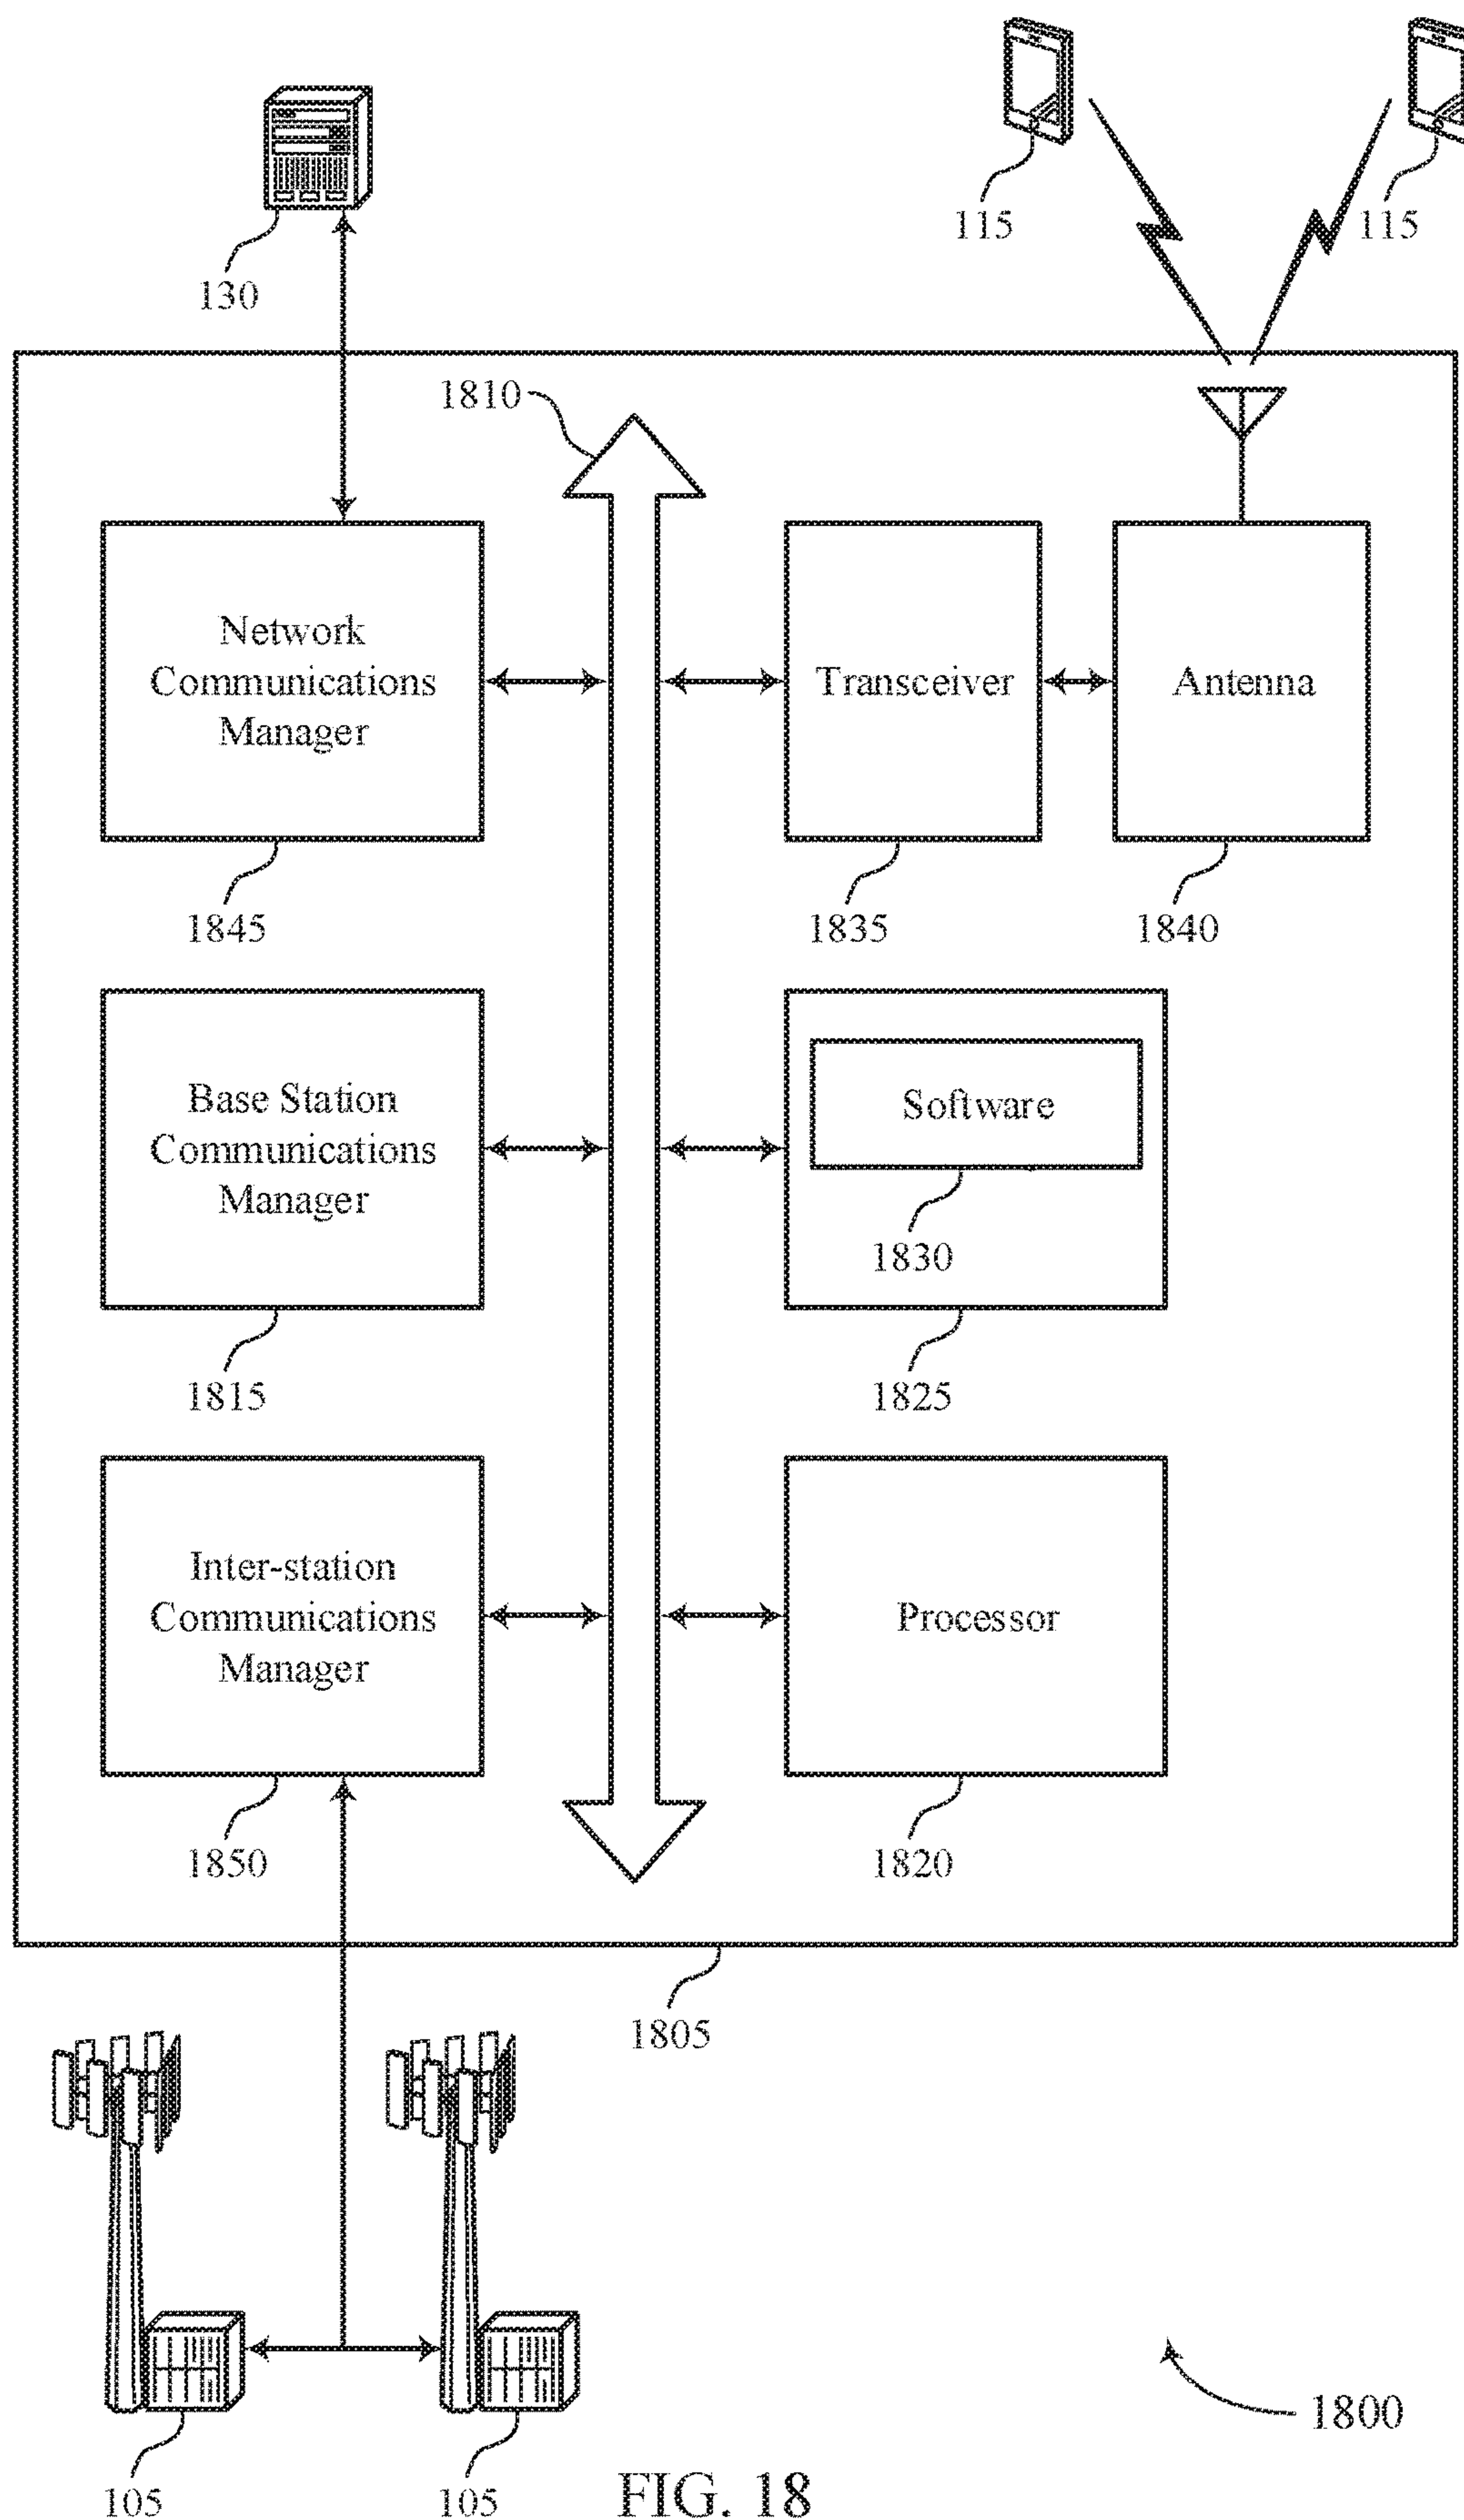 115
115
130
1810
Network
Communications
Manager
Transceiver
Antenna
1845
1835
1840
Base Station
Communications
Manager
Software
1830
1815
1825
Inter-station
Communications
Manager
Processor
1850
1820
1805
1800
105
105
FIG. 18